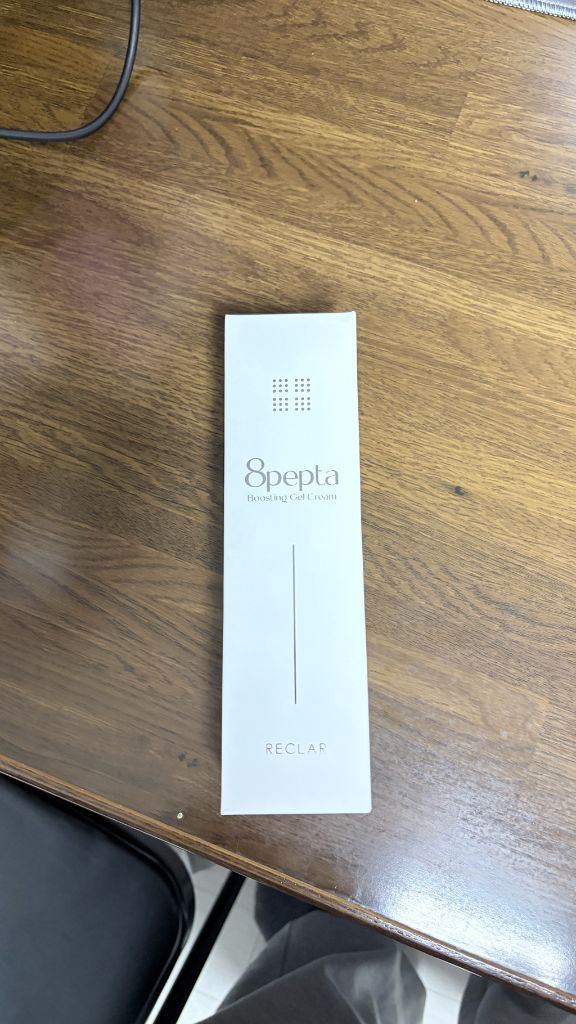 8pepta
Boosting Gel Cream
RECLAR